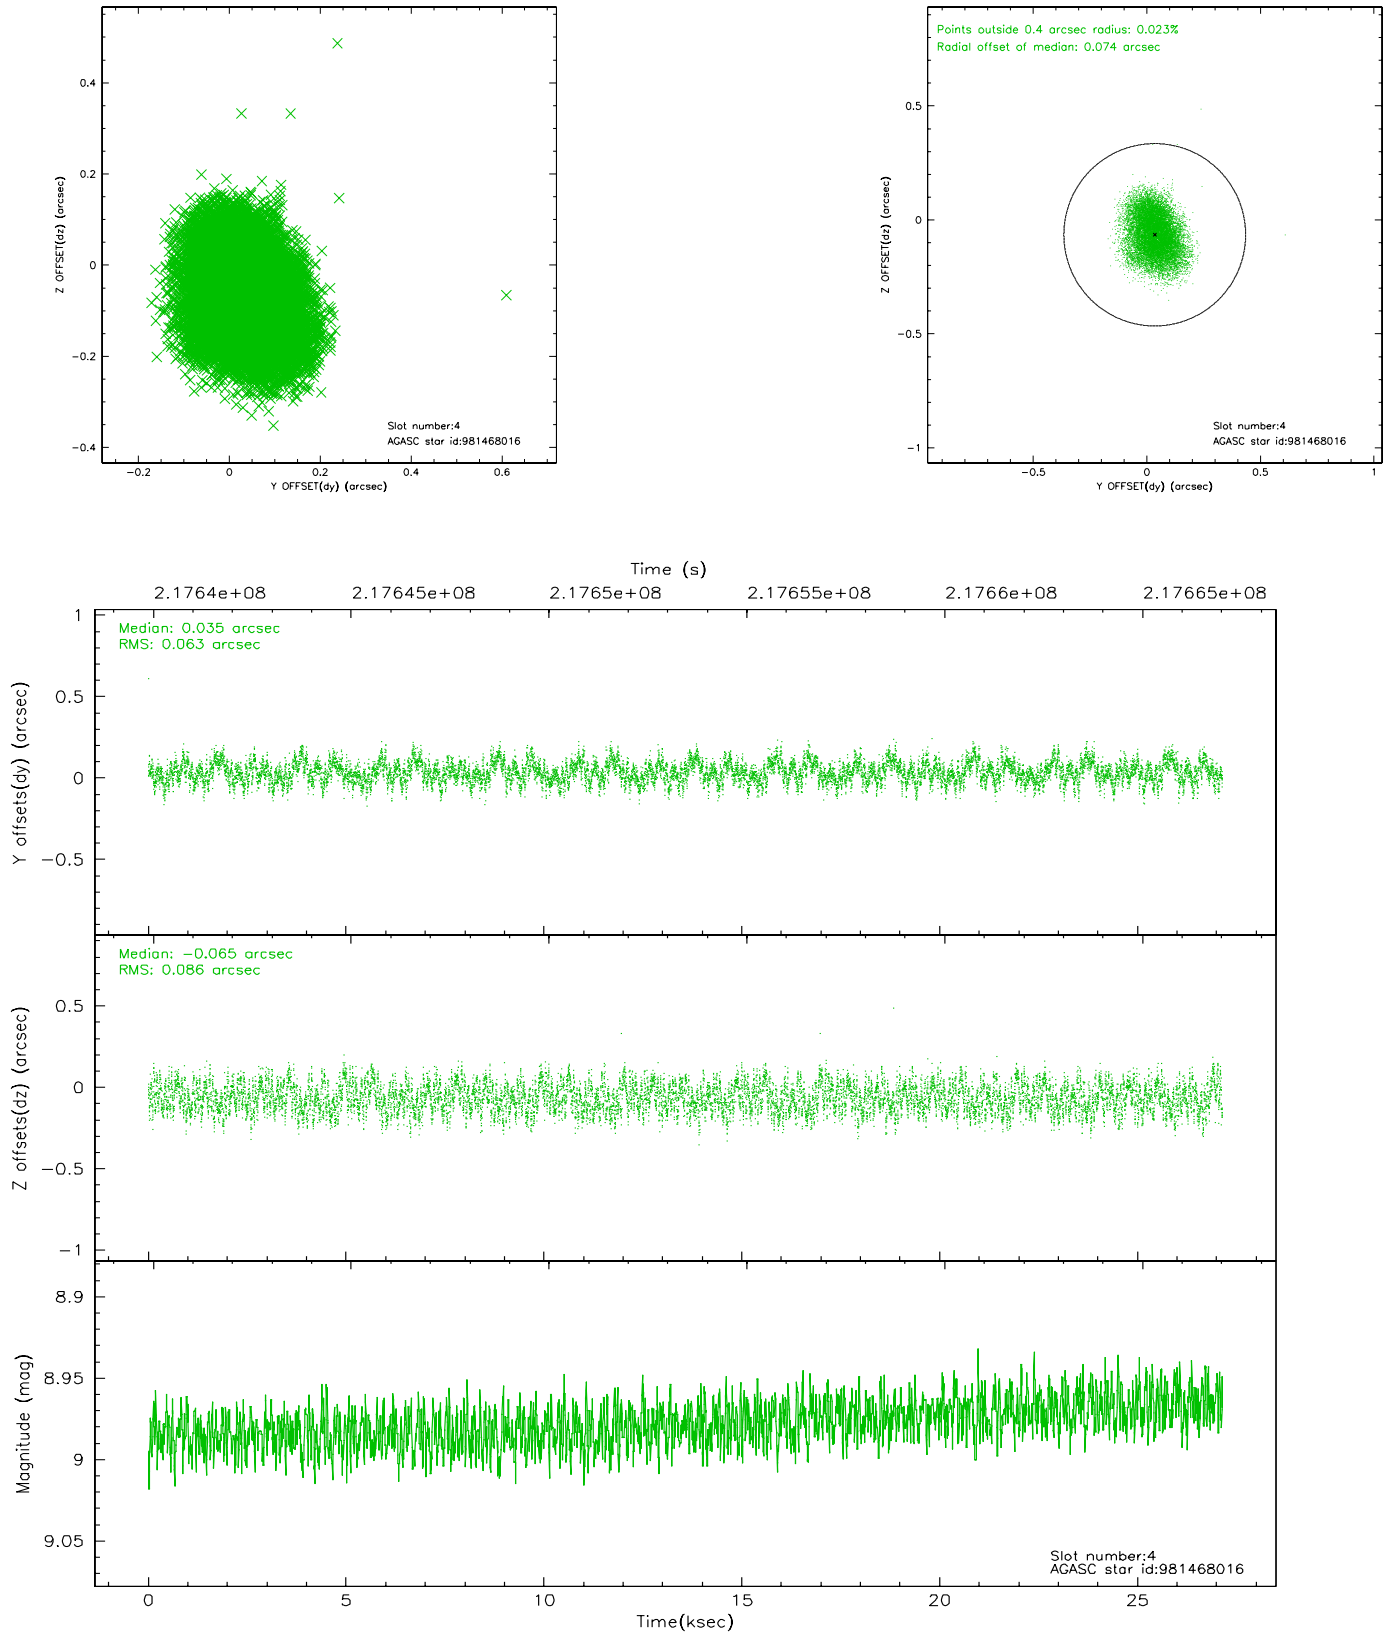 0.4
0.2
0
−0.2
−0.4
Z OFFSET(dz) (arcsec)
Slot number:4
AGASC star id:981468016
−0.2 0 0.2 0.4 0.6
Y OFFSET(dy) (arcsec)
Points outside 0.4 arcsec radius: 0.023%
Radial offset of median: 0.074 arcsec
0.5
0
−0.5
−1
Z OFFSET(dz) (arcsec)
Slot number:4
AGASC star id:981468016
−0.5 0 0.5 1
Y OFFSET(dy) (arcsec)
Time (s)
2.1764e+08 2.17645e+08 2.1765e+08 2.17655e+08 2.1766e+08 2.17665e+08
Median: 0.035 arcsec
RMS: 0.063 arcsec
1
0.5
0
−0.5
Y offsets(dy) (arcsec)
Median: −0.065 arcsec
RMS: 0.086 arcsec
0.5
0
−0.5
−1
Z offsets(dz) (arcsec)
8.9
8.95
9
9.05
Magnitude (mag)
Slot number:4
AGASC star id:981468016
0 5 10 15 20 25
Time(ksec)